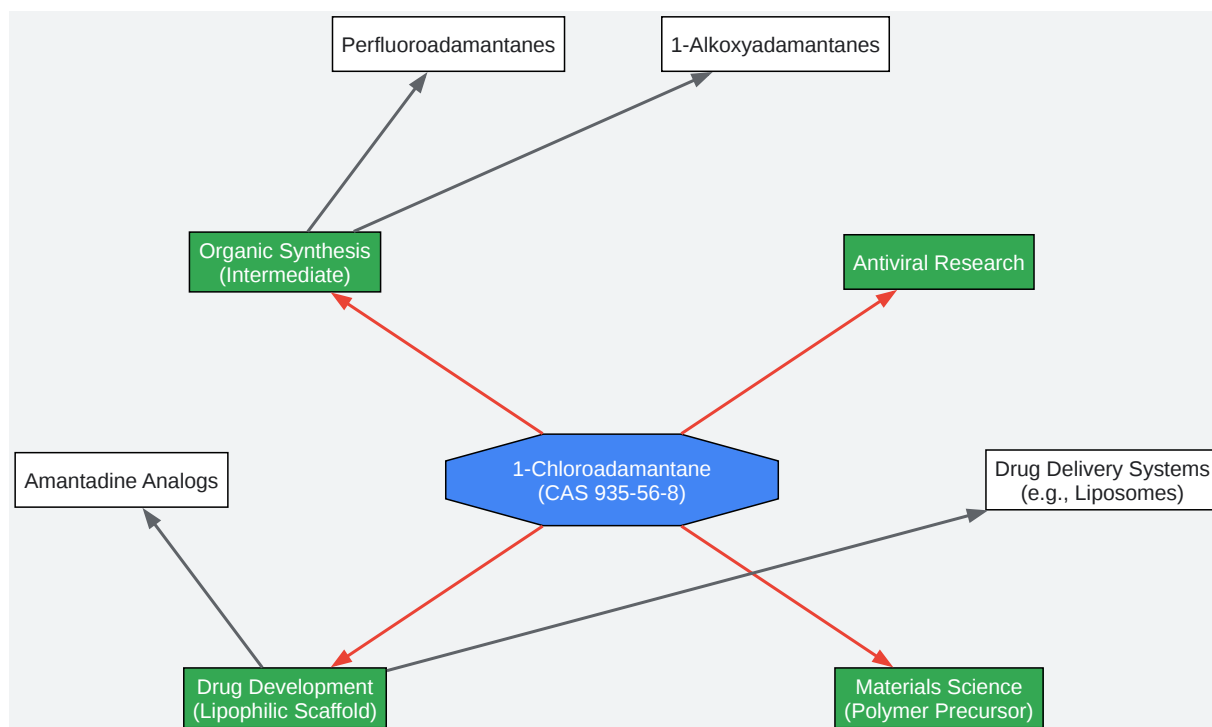 Perfluoroadamantanes
1-Alkoxyadamantanes
Organic Synthesis
(Intermediate)
Antiviral Research
1-Chloroadamantane
(CAS 935-56-8)
Amantadine Analogs
Drug Delivery Systems
(e.g., Liposomes)
Drug Development
(Lipophilic Scaffold)
Materials Science
(Polymer Precursor)